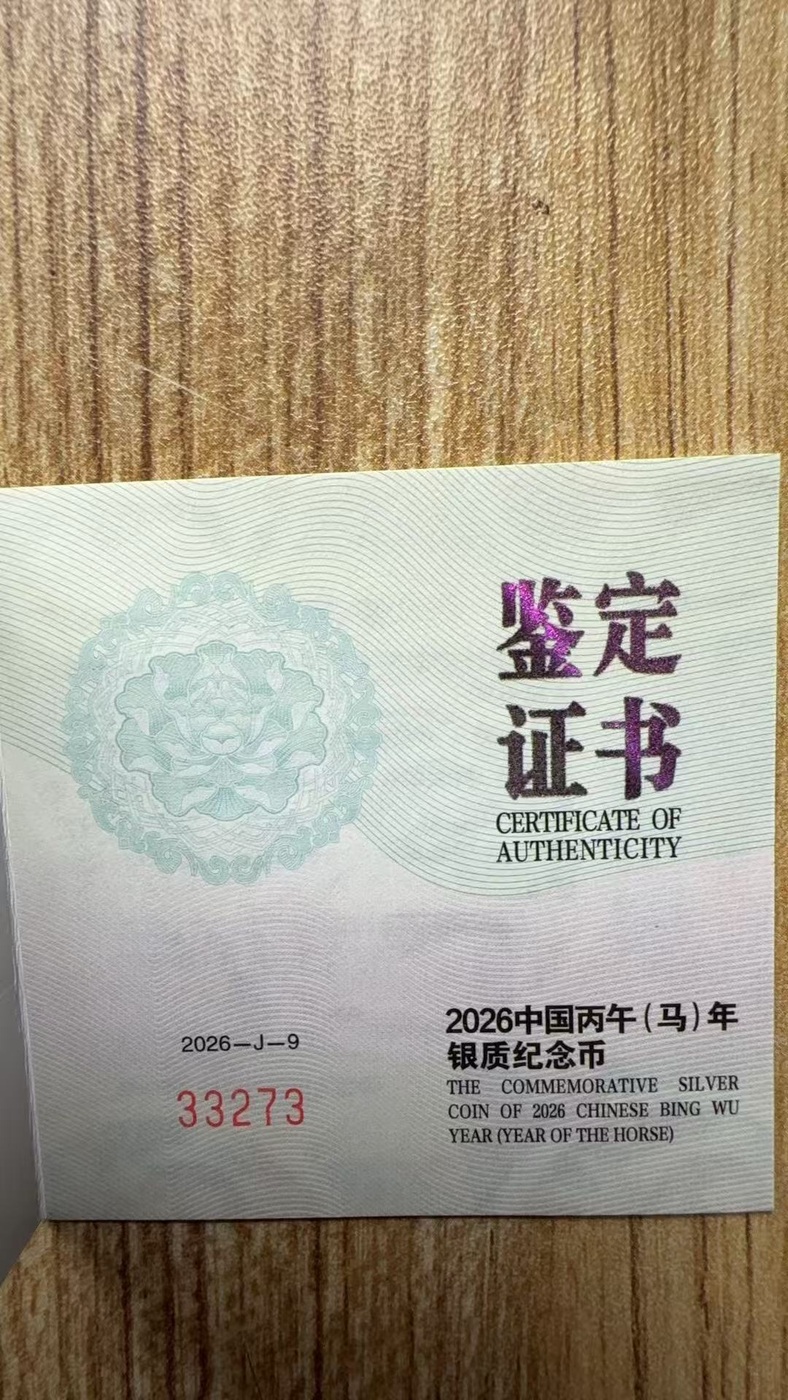 鉴定
证书
CERTIFICATE OF
AUTHENTICITY
2026—J—9
33273
2026中国丙午(马)年
银质纪念币
THE COMMEMORATIVE SILVER
COIN OF 2026 CHINESE BING WU
YEAR (YEAR OF THE HORSE)